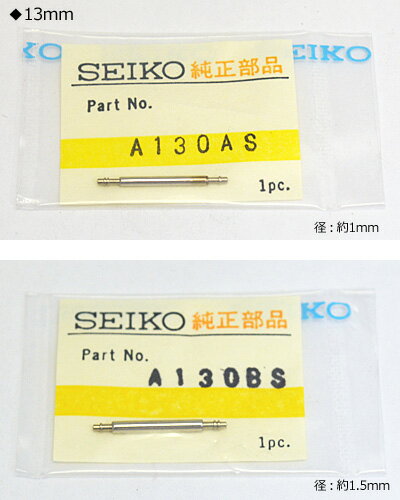 ◆13mm
SEIKO
SEIKO 純正部品
Part No.
A130AS
1pc.
径：約1mm
SEIKO 純正部品
KO
Part No.
A130BS
1pc.
径：約1.5mm